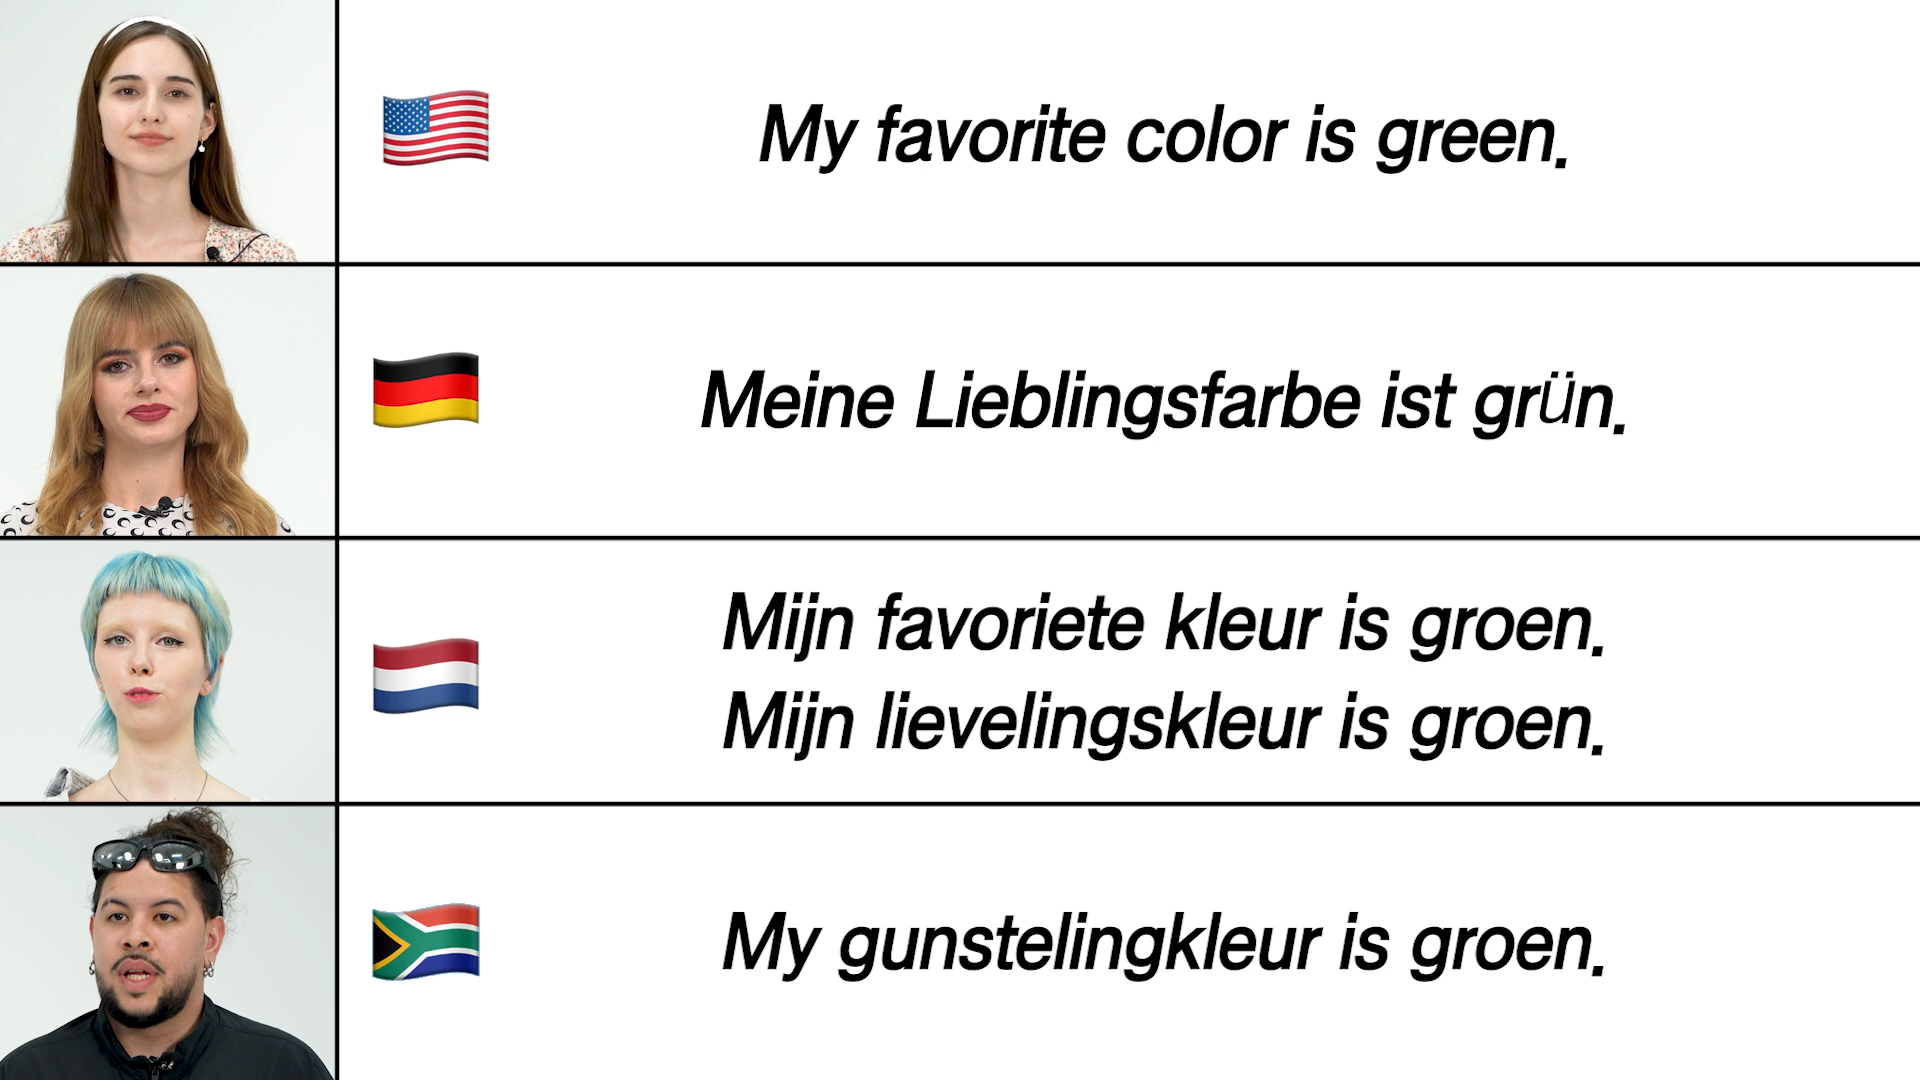 My favorite color is green.
Meine Lieblingsfarbe ist grün.
Mijn favoriete kleur is groen.
Mijn lievelingskleur is groen.
My gunstelingkleur is groen.